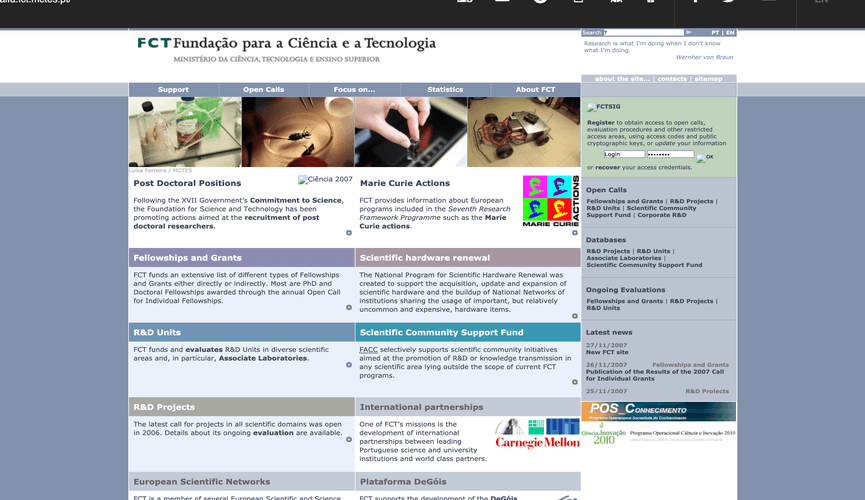 EN
FCT Fundação para a Ciência e a Tecnologia
MINISTÉRIO DA CIÊNCIA, TECNOLOGIA E ENSINO SUPERIOR
Search
PT | EN
Research is what I'm doing when I don't know
what I'm doing.
Wernher von Braun
about the site... | contacts | sitemap
Support
Open Calls
Focus on...
Statistics
About FCT
Luísa Ferreira / MCTES
Post Doctoral Positions
Ciência 2007
Following the XVII Government's Commitment to Science,
the Foundation for Science and Technology has been
promoting actions aimed at the recruitment of post
doctoral researchers.
Marie Curie Actions
FCT provides information about European
programs included in the Seventh Research
Framework Programme such as the Marie
Curie actions.
MARIE CURIE ACTIONS
Fellowships and Grants
FCT funds an extensive list of different types of Fellowships
and Grants either directly or indirectly. Most are PhD and
Doctoral Fellowships awarded through the annual Open Call
for Individual Fellowships.
Scientific hardware renewal
The National Program for Scientific Hardware Renewal was
created to support the acquisition, update and expansion of
scientific hardware and the buildup of National Networks of
institutions sharing the usage of important, but relatively
uncommon and expensive, hardware items.
R&D Units
FCT funds and evaluates R&D Units in diverse scientific
areas and, in particular, Associate Laboratories.
Scientific Community Support Fund
FACC selectively supports scientific community initiatives
aimed at the promotion of R&D or knowledge transmission in
any scientific area lying outside the scope of current FCT
programs.
R&D Projects
The latest call for projects in all scientific domains was open
in 2006. Details about its ongoing evaluation are available.
International partnerships
One of FCT's missions is the
development of international
partnerships between leading
Portuguese science and university
institutions and world class partners.
Carnegie Mellon
European Scientific Networks
FCT is a member of several European Scientific and Science
Plataforma DeGóis
FCT supports the development of the DeGóis
FCTSIG
Register to obtain access to open calls,
evaluation procedures and other restricted
access areas, using access codes and public
cryptographic keys, or update your information
Login
••••••••
OK
or recover your access credentials.
Open Calls
Fellowships and Grants | R&D Projects |
R&D Units | Scientific Community
Support Fund | Corporate R&D
Databases
R&D Projects | R&D Units |
Associate Laboratories |
Scientific Community Support Fund
Ongoing Evaluations
Fellowships and Grants | R&D Projects |
R&D Units
Latest news
27/11/2007
New FCT site
26/11/2007 Fellowships and Grants
Publication of the Results of the 2007 Call
for Individual Grants
25/11/2007 R&D Projects
POS_Conhecimento
Programa Operacional Sociedade do Conhecimento
Ciência e Inovação 2010
Programa Operacional Ciência e Inovação 2010